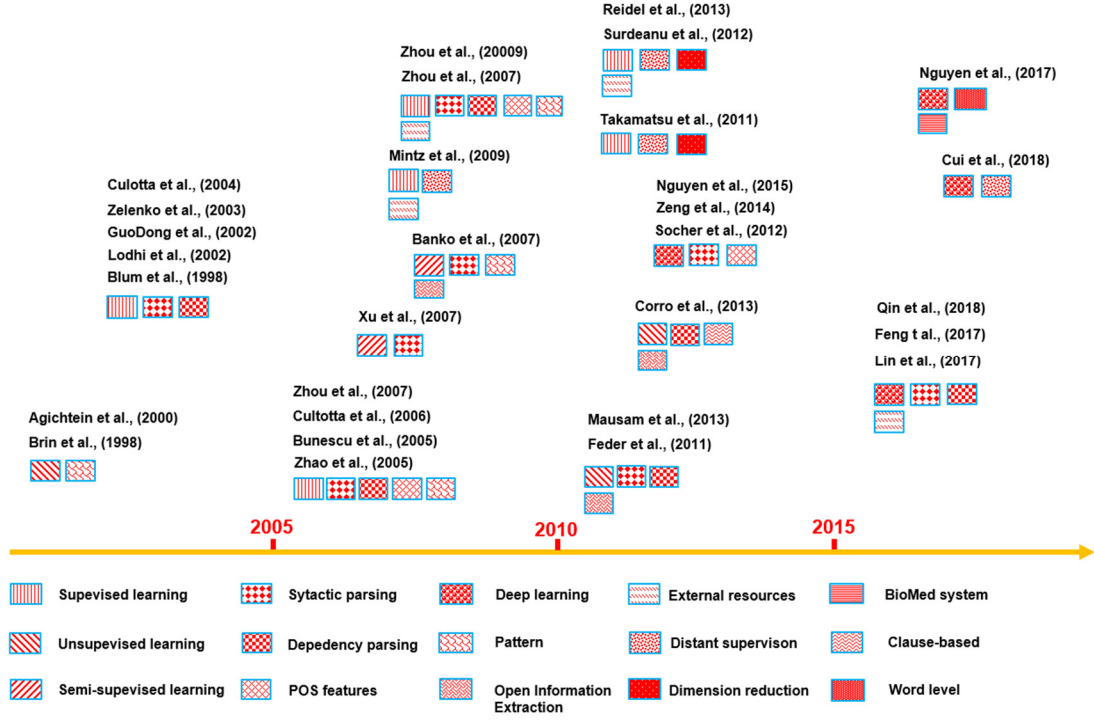 Reidel et al., (2013)
Surdeanu et al., (2012)
Zhou et al., (20009)
Zhou et al., (2007)
Nguyen et al., (2017)
Takamatsu et al., (2011)
Mintz et al., (2009)
Cui et al., (2018)
Culotta et al., (2004)
Zelenko et al., (2003)
GuoDong et al., (2002)
Lodhi et al., (2002)
Blum et al., (1998)
Nguyen et al., (2015)
Zeng et al., (2014)
Socher et al., (2012)
Banko et al., (2007)
Xu et al., (2007)
Corro et al., (2013)
Qin et al., (2018)
Feng t al., (2017)
Lin et al., (2017)
Agichtein et al., (2000)
Brin et al., (1998)
Zhou et al., (2007)
Cultotta et al., (2006)
Bunescu et al., (2005)
Zhao et al., (2005)
Mausam et al., (2013)
Feder et al., (2011)
2005
2010
2015
Supevised learning
Sytactic parsing
Deep learning
External resources
BioMed system
Unsupevised learning
Depedency parsing
Pattern
Distant supervison
Clause-based
Semi-supevised learning
POS features
Open Information
Extraction
Dimension reduction
Word level